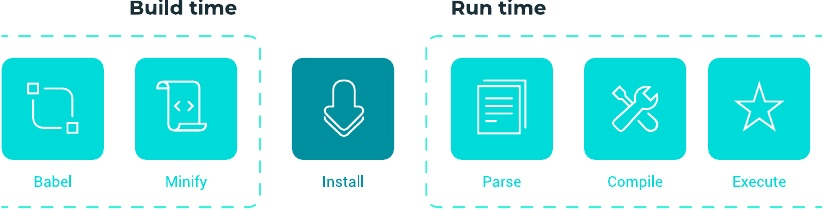 Build time
Run time
Babel
Minify
Install
Parse
Compile
Execute